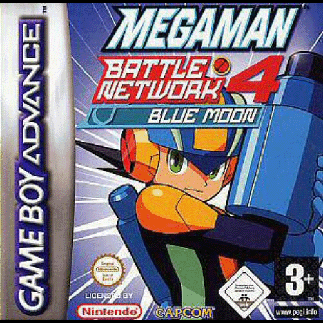 GAME BOY ADVANCE
MEGAMAN
BATTLE
NETWORK 4
BLUE MOON
LICENSED BY
Nintendo
CAPCOM
3+
www.pegi.info